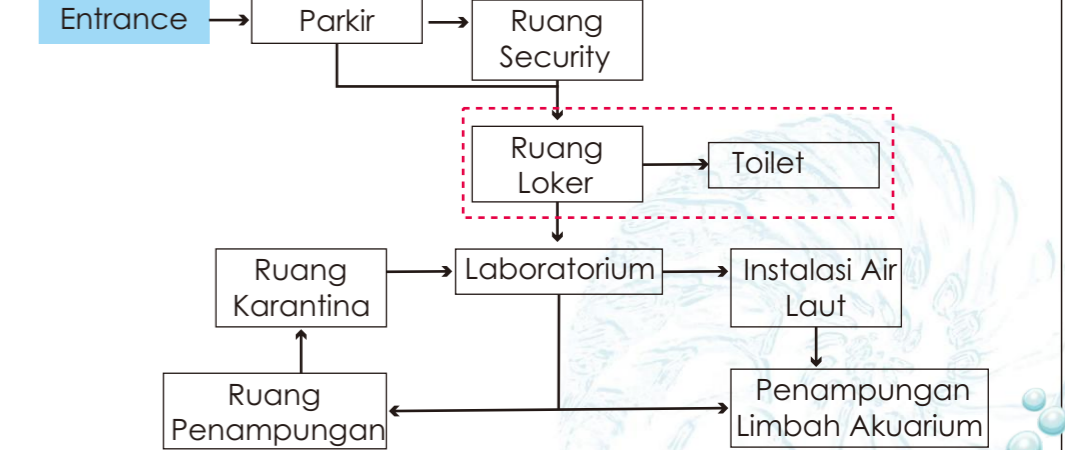 Entrance
Parkir
Ruang
Security
Ruang
Loker
Toilet
Ruang
Karantina
Laboratorium
Instalasi Air
Laut
Ruang
Penampungan
Penampungan
Limbah Akuarium